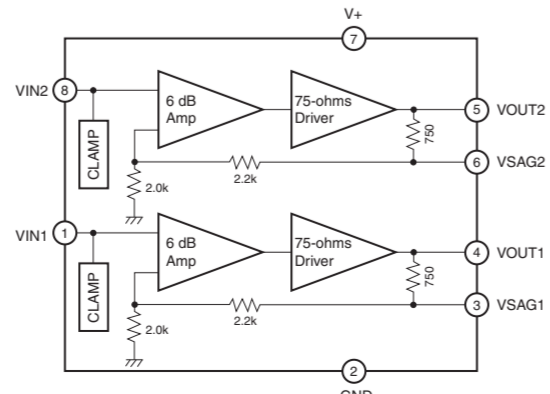 V+
7
VIN2
8
6 dB
Amp
75-ohms
Driver
5
VOUT2
CLAMP
750
6
VSAG2
2.0k
2.2k
VIN1
1
6 dB
Amp
75-ohms
Driver
4
VOUT1
CLAMP
750
3
VSAG1
2.0k
2.2k
2
GND